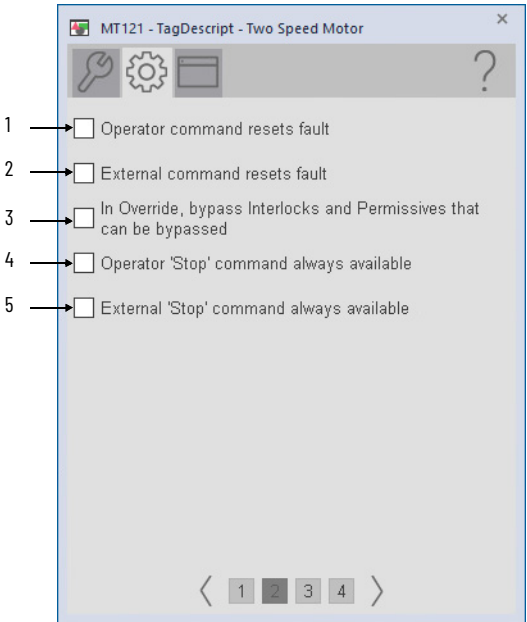 MT121 - TagDescript - Two Speed Motor
1 Operator command resets fault
2 External command resets fault
3 In Override, bypass Interlocks and Permissives that
can be bypassed
4 Operator 'Stop' command always available
5 External 'Stop' command always available
1 2 3 4